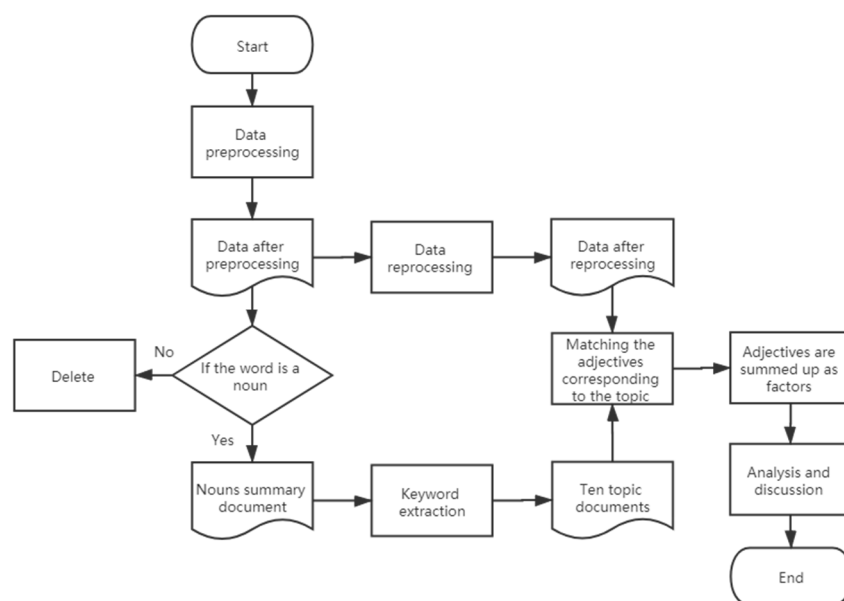 Start
Data
preprocessing
Data after
preprocessing
Data
reprocessing
Data after
reprocessing
No
If the word is a
noun
Delete
Matching the
adjectives
corresponding
to the topic
Adjectives are
summed up as
factors
Yes
Nouns summary
document
Keyword
extraction
Ten topic
documents
Analysis and
discussion
End